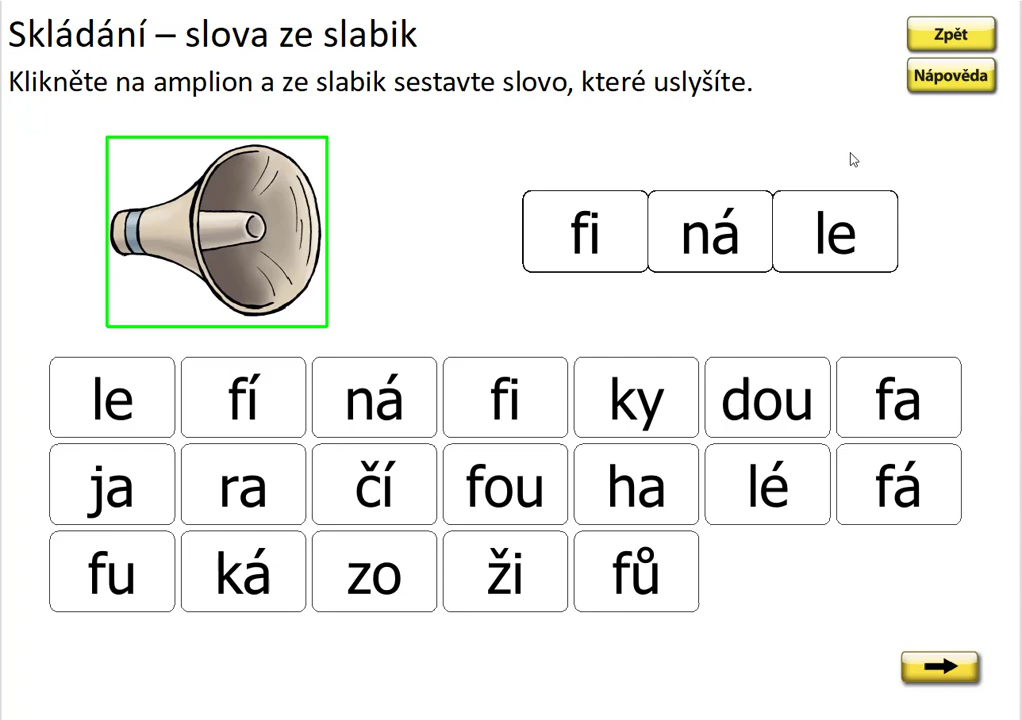 Skládání – slova ze slabik
Zpět
Klikněte na amplion a ze slabik sestavte slovo, které uslyšíte.
Nápověda
fi ná le
le fí ná fi ky dou fa
ja ra čí fou ha lé fá
fu ká zo ži fů